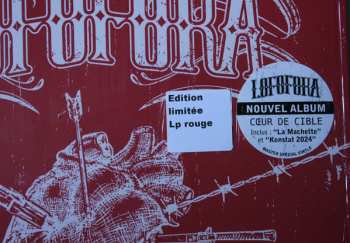 LOFOFORA
Edition
limitée
Lp rouge
LOFOFORA
NOUVEL ALBUM
CŒUR DE CIBLE
Inclus : "La Machette"
et "Konstat 2024"